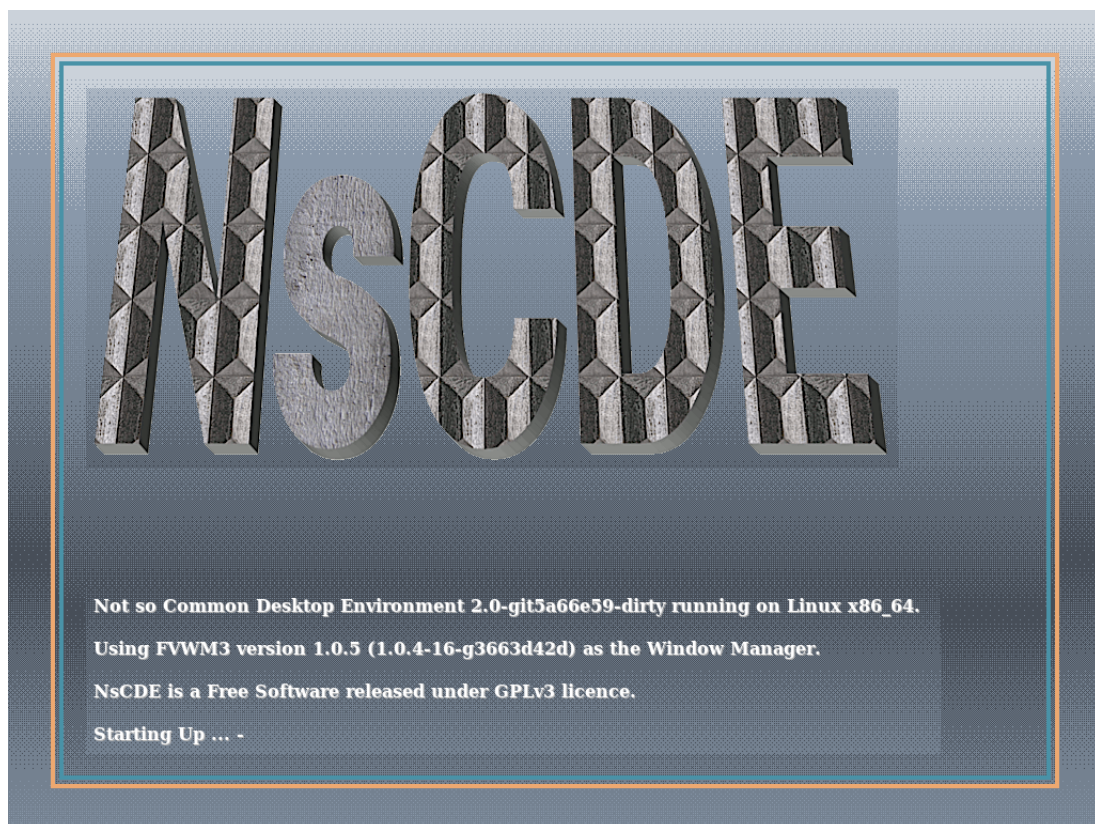 NsCDE
Not so Common Desktop Environment 2.0-git5a66e59-dirty running on Linux x86_64.
Using FVWM3 version 1.0.5 (1.0.4-16-g3663d42d) as the Window Manager.
NsCDE is a Free Software released under GPLv3 licence.
Starting Up ... -